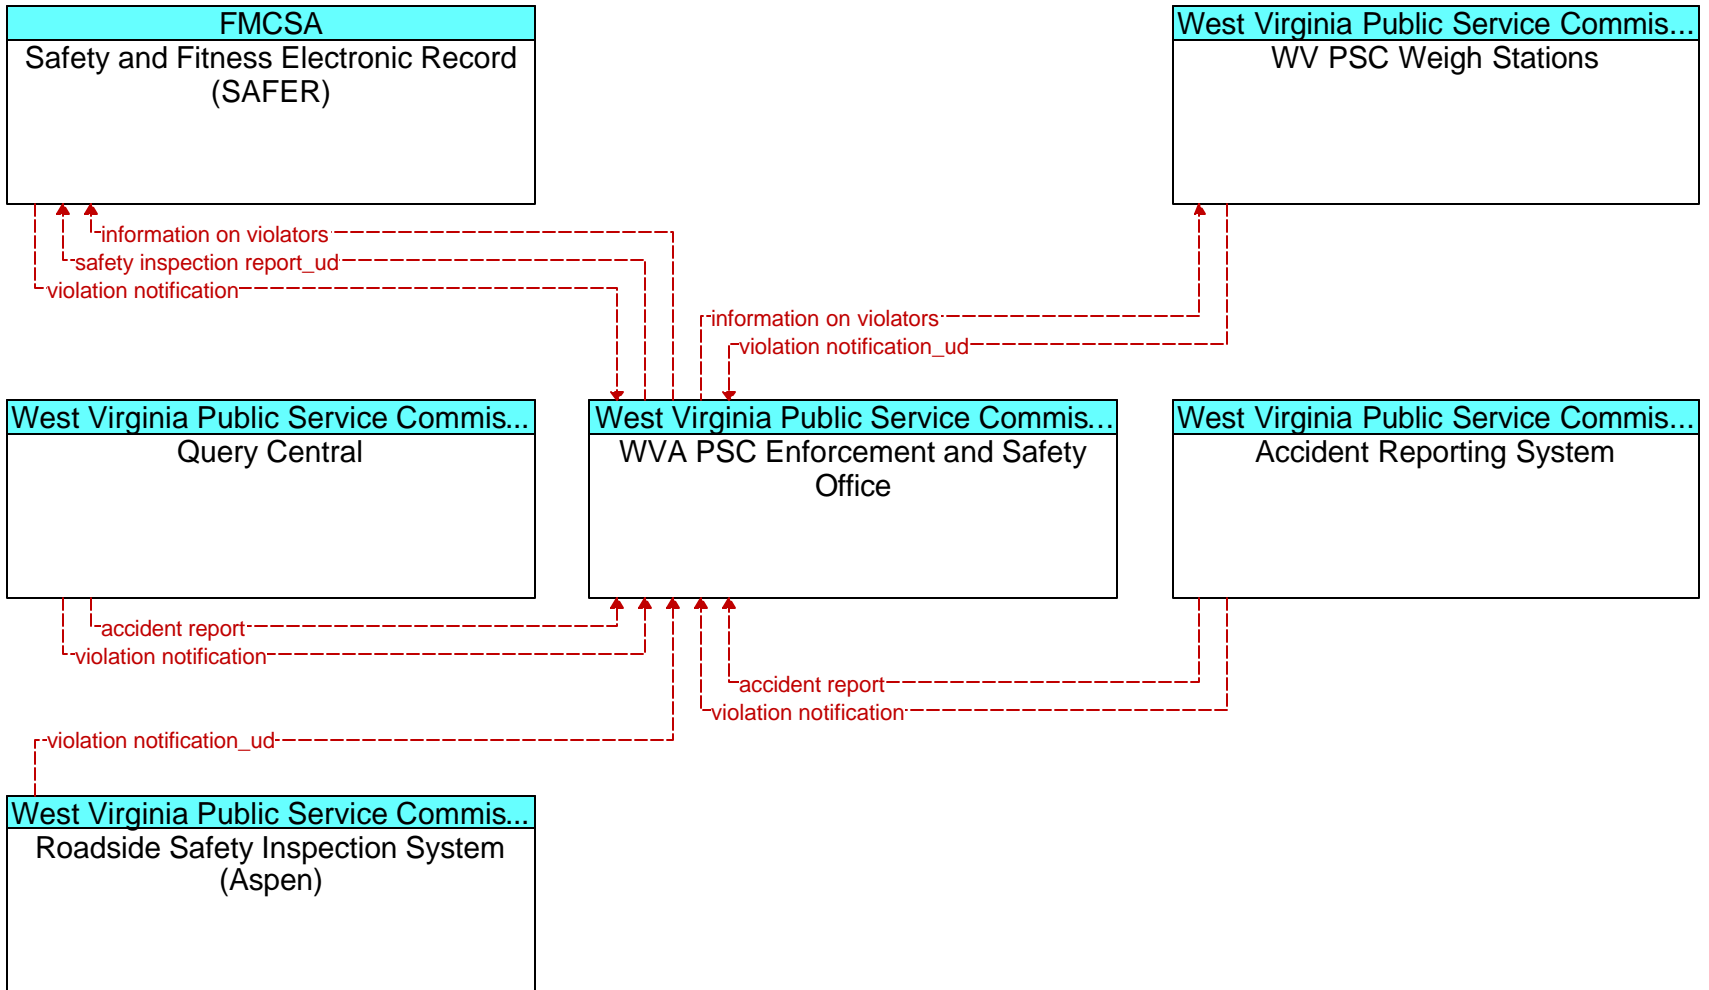 FMCSA
Safety and Fitness Electronic Record
(SAFER)
West Virginia Public Service Commis...
WV PSC Weigh Stations
information on violators
safety inspection report_ud
violation notification
information on violators
violation notification_ud
West Virginia Public Service Commis...
Query Central
West Virginia Public Service Commis...
WVA PSC Enforcement and Safety
Office
West Virginia Public Service Commis...
Accident Reporting System
accident report
violation notification
accident report
violation notification
violation notification_ud
West Virginia Public Service Commis...
Roadside Safety Inspection System
(Aspen)